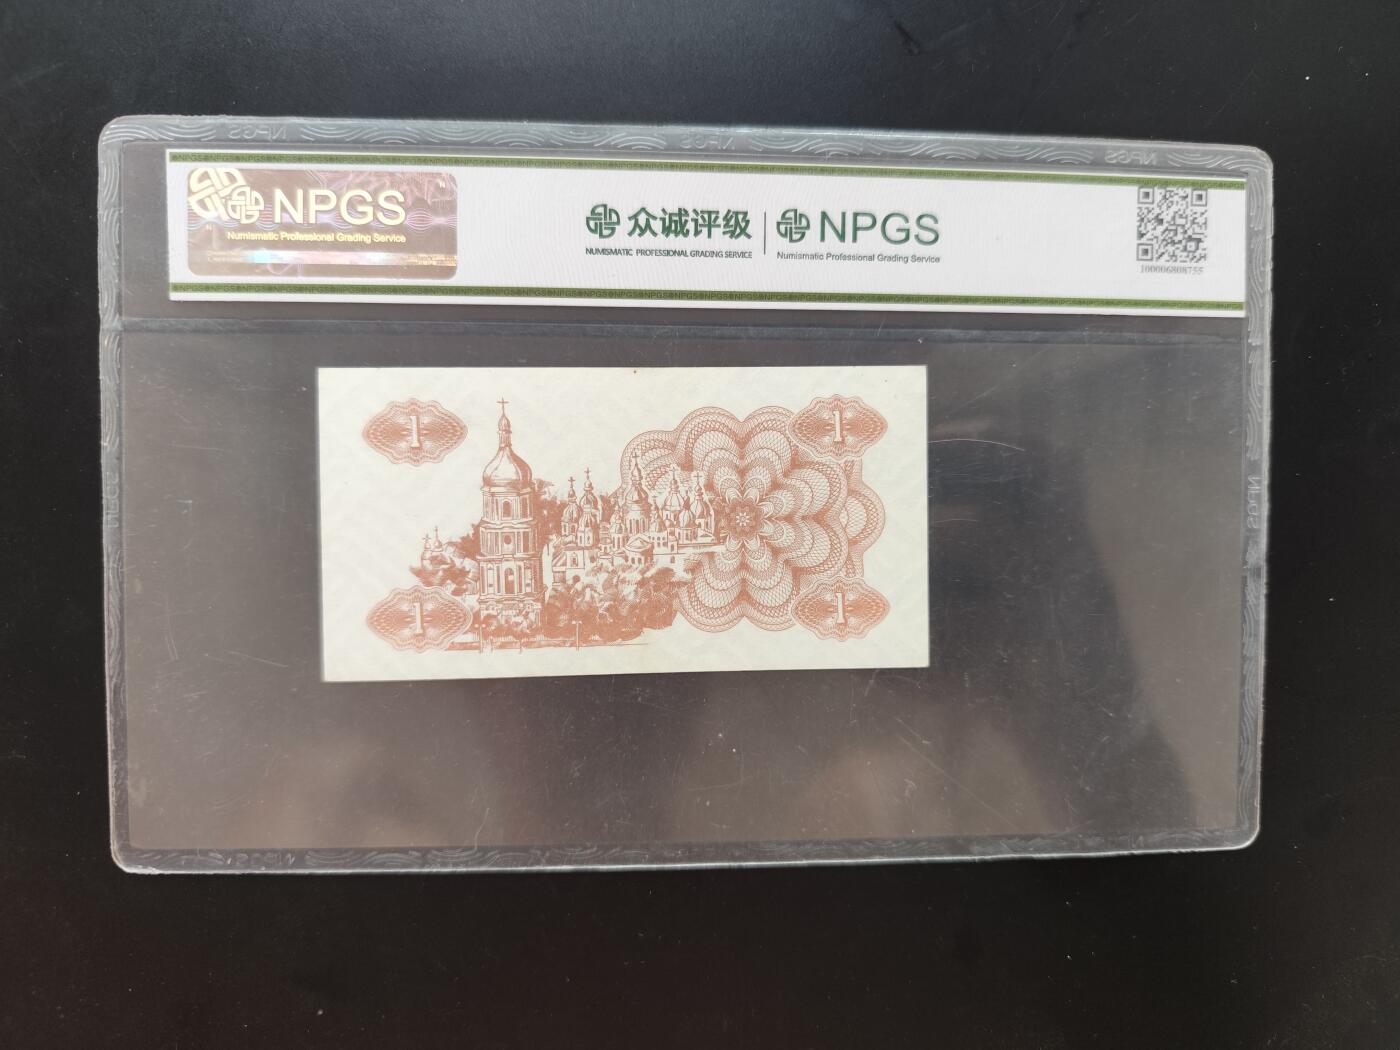 NPGS
Numismatic Professional Grading Service
众诚评级
NUMISMATIC PROFESSIONAL GRADING SERVICE
NPGS
Numismatic Professional Grading Service
100006808755
1
1
1
1